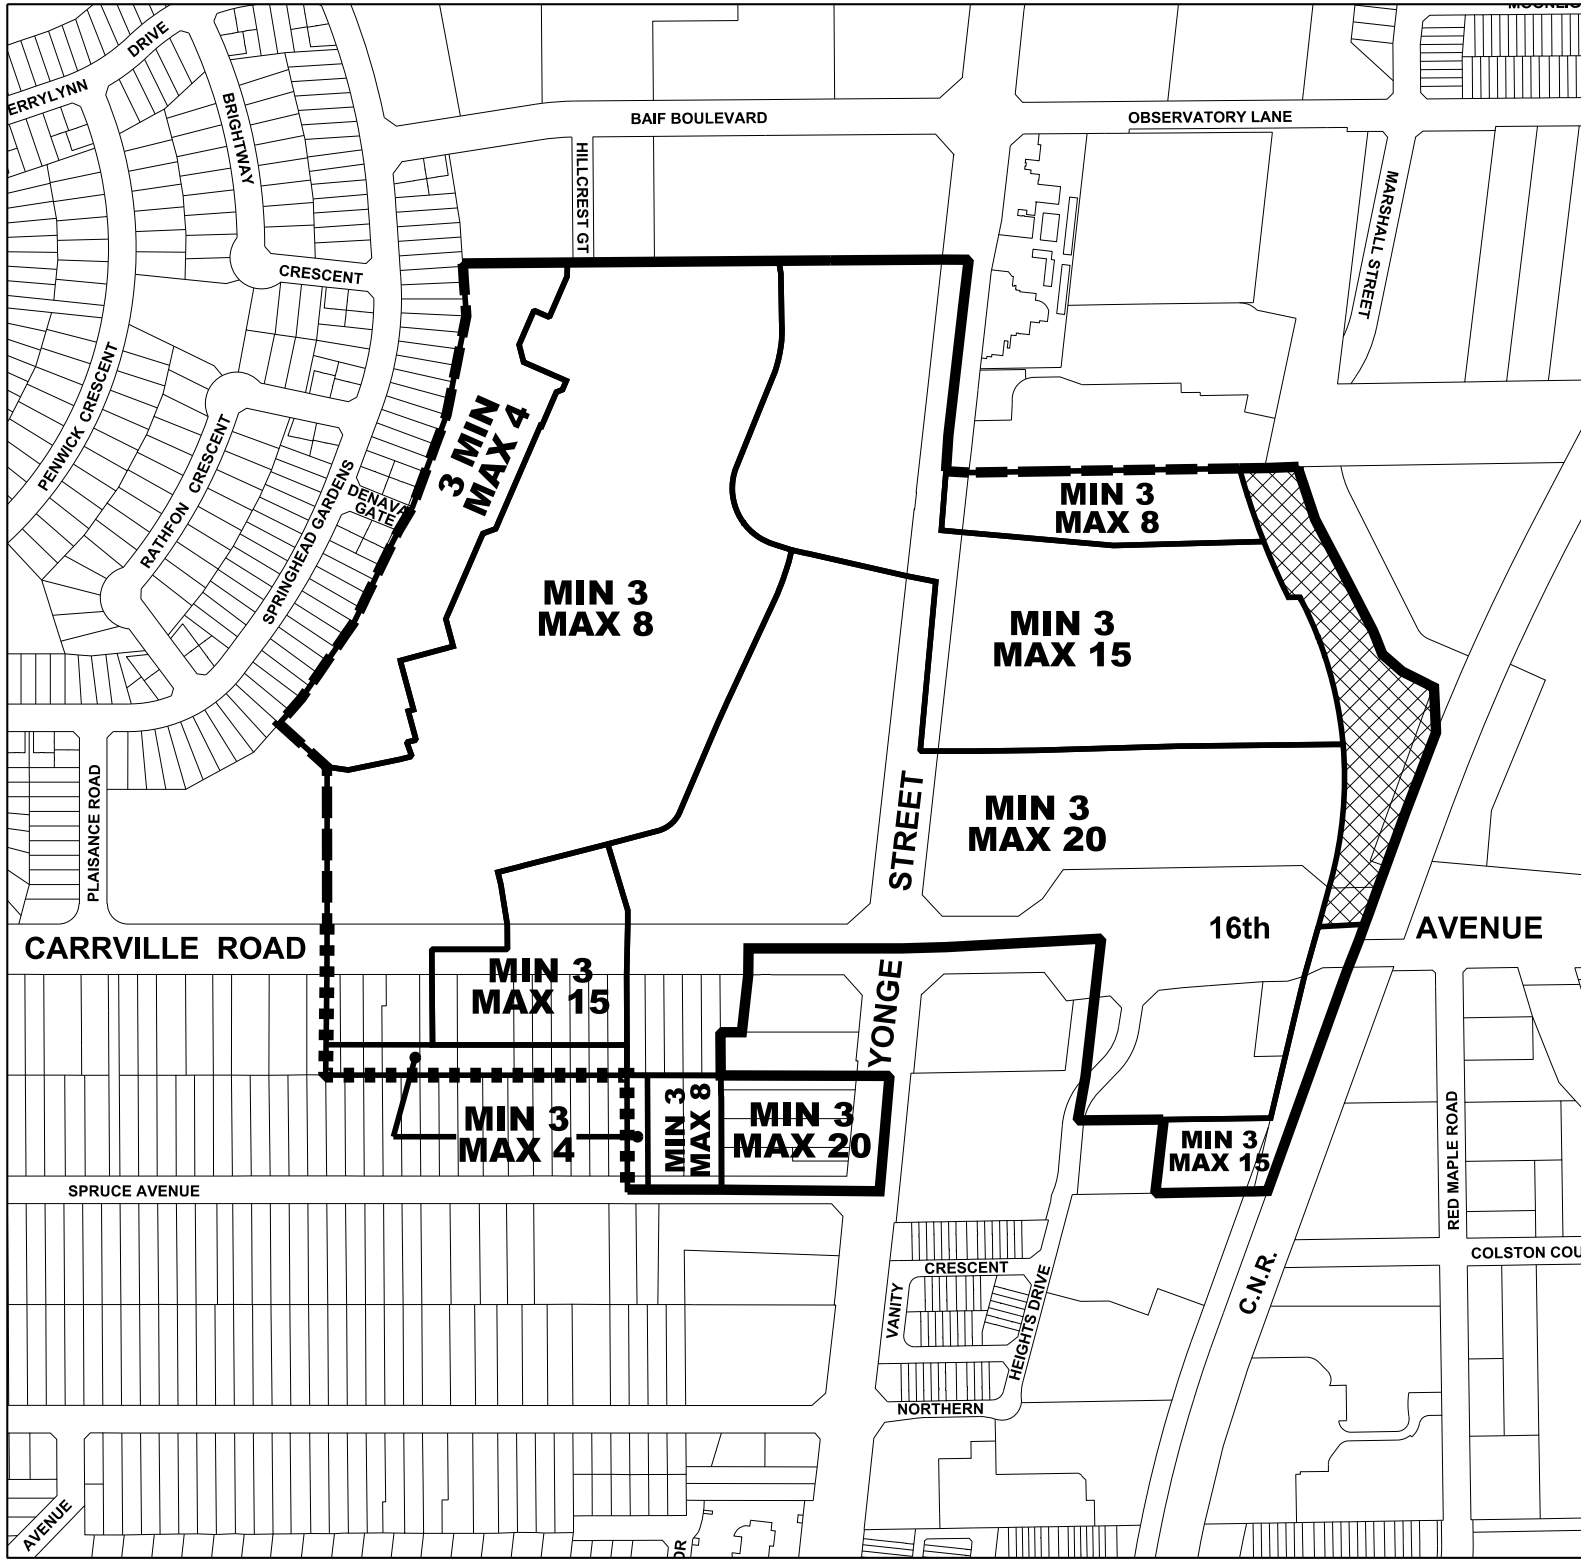 DRIVE
ERRYLYNN
BRIGHTWAY
BAIF BOULEVARD
OBSERVATORY LANE
HILLCREST GT
MARSHALL STREET
CRESCENT
PENWICK CRESCENT
RATHFON CRESCENT
SPRINGHEAD GARDENS
DENAVA
GATE
3 MIN
MAX 4
MIN 3
MAX 8
MIN 3
MAX 8
MIN 3
MAX 15
MIN 3
MAX 20
PLAISANCE ROAD
STREET
YONGE
CARRVILLE ROAD
16th
AVENUE
MIN 3
MAX 15
MIN 3
MAX 4
MIN 3
MAX 8
MIN 3
MAX 20
MIN 3
MAX 15
SPRUCE AVENUE
RED MAPLE ROAD
COLSTON COU
CRESCENT
VANITY
HEIGHTS DRIVE
NORTHERN
C.N.R.
AVENUE
OR